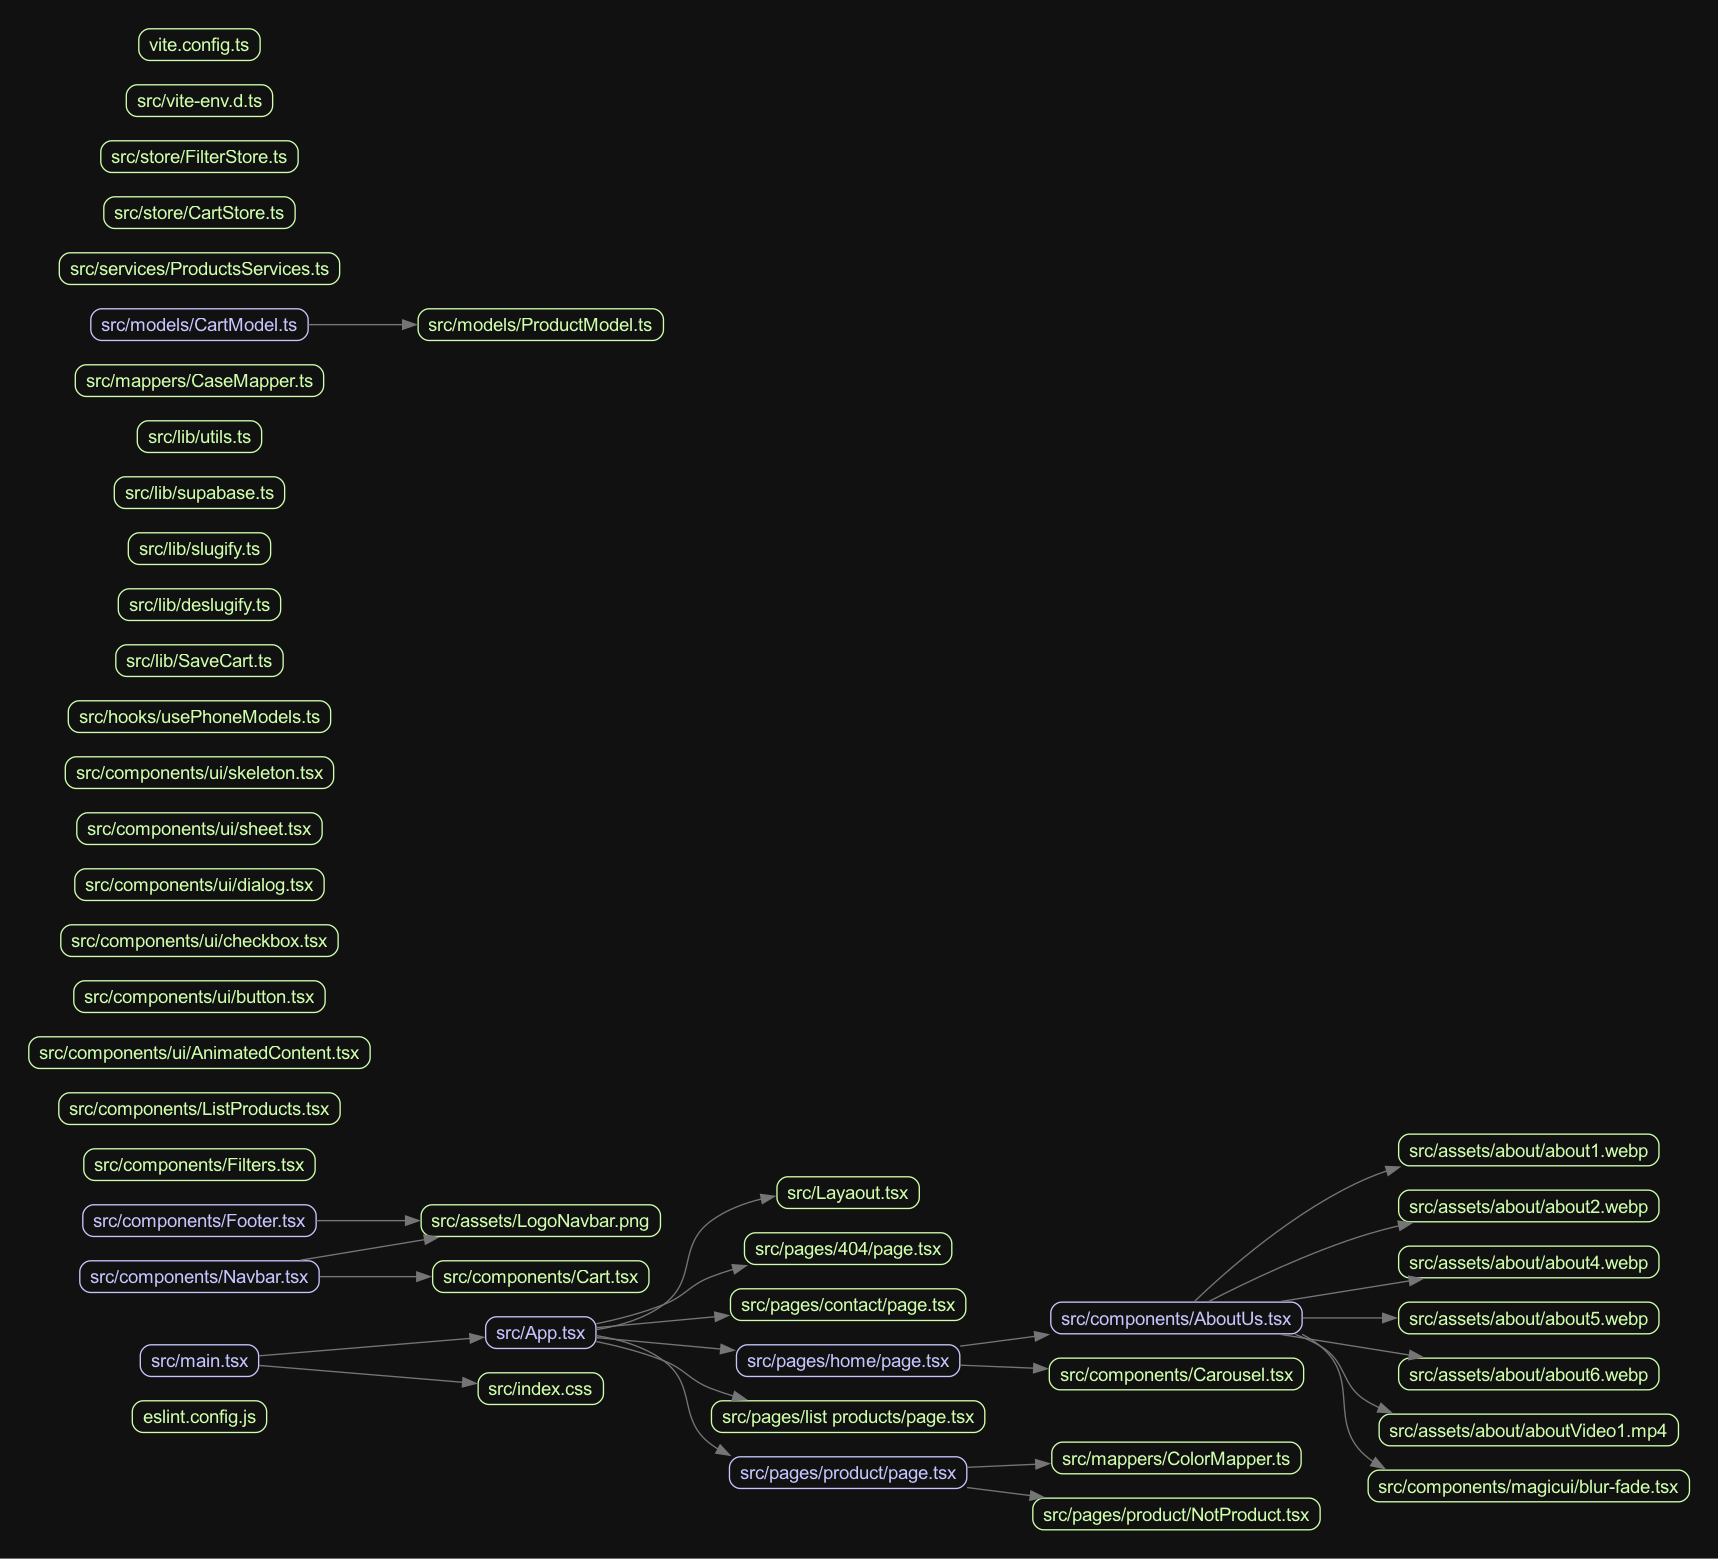 vite.config.ts
src/vite-env.d.ts
src/store/FilterStore.ts
src/store/CartStore.ts
src/services/ProductsServices.ts
src/models/CartModel.ts
src/models/ProductModel.ts
src/mappers/CaseMapper.ts
src/lib/utils.ts
src/lib/supabase.ts
src/lib/slugify.ts
src/lib/deslugify.ts
src/lib/SaveCart.ts
src/hooks/usePhoneModels.ts
src/components/ui/skeleton.tsx
src/components/ui/sheet.tsx
src/components/ui/dialog.tsx
src/components/ui/checkbox.tsx
src/components/ui/button.tsx
src/components/ui/AnimatedContent.tsx
src/components/ListProducts.tsx
src/components/Filters.tsx
src/components/Footer.tsx
src/components/Navbar.tsx
src/main.tsx
eslint.config.js
src/assets/LogoNavbar.png
src/components/Cart.tsx
src/App.tsx
src/index.css
src/Layaout.tsx
src/pages/404/page.tsx
src/pages/contact/page.tsx
src/pages/home/page.tsx
src/pages/list products/page.tsx
src/pages/product/page.tsx
src/components/AboutUs.tsx
src/components/Carousel.tsx
src/mappers/ColorMapper.ts
src/pages/product/NotProduct.tsx
src/assets/about/about1.webp
src/assets/about/about2.webp
src/assets/about/about4.webp
src/assets/about/about5.webp
src/assets/about/about6.webp
src/assets/about/aboutVideo1.mp4
src/components/magicui/blur-fade.tsx